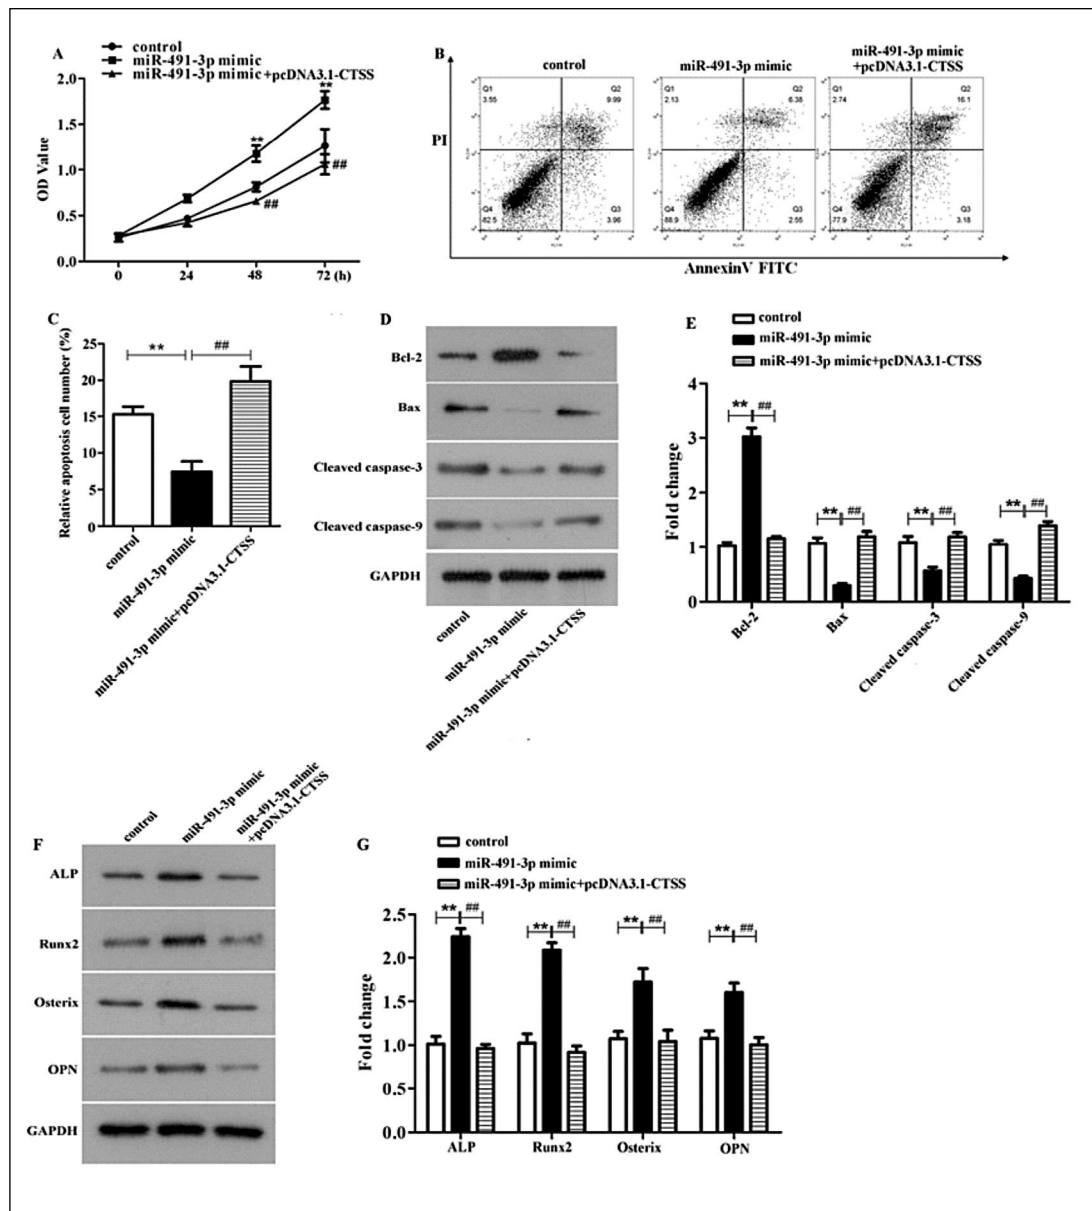 A
control
miR-491-3p mimic
miR-491-3p mimic+pcDNA3.1-CTSS
OD Value
2.0
1.5
1.0
0.5
0.0
**
**
##
##
0 24 48 72 (h)
B
control
miR-491-3p mimic
miR-491-3p mimic
+pcDNA3.1-CTSS
PI
Q1
3.55
Q2
9.99
Q4
82.5
Q3
3.96
Q1
2.13
Q2
6.38
Q4
88.9
Q3
2.55
Q1
2.74
Q2
16.1
Q4
77.9
Q3
3.18
AnnexinV FITC
C
Relative apoptosis cell number (%)
25
20
15
10
5
0
** ##
control
miR-491-3p mimic
miR-491-3p mimic+pcDNA3.1-CTSS
D
Bcl-2
Bax
Cleaved caspase-3
Cleaved caspase-9
GAPDH
control
miR-491-3p mimic
miR-491-3p mimic+pcDNA3.1-CTSS
E
control
miR-491-3p mimic
miR-491-3p mimic+pcDNA3.1-CTSS
Fold change
4
3
2
1
0
** ##
** ##
** ##
** ##
Bcl-2
Bax
Cleaved caspase-3
Cleaved caspase-9
F
control
miR-491-3p mimic
miR-491-3p mimic
+pcDNA3.1-CTSS
ALP
Runx2
Osterix
OPN
GAPDH
G
control
miR-491-3p mimic
miR-491-3p mimic+pcDNA3.1-CTSS
Fold change
2.5
2.0
1.5
1.0
0.5
0.0
** ##
** ##
** ##
** ##
ALP Runx2 Osterix OPN